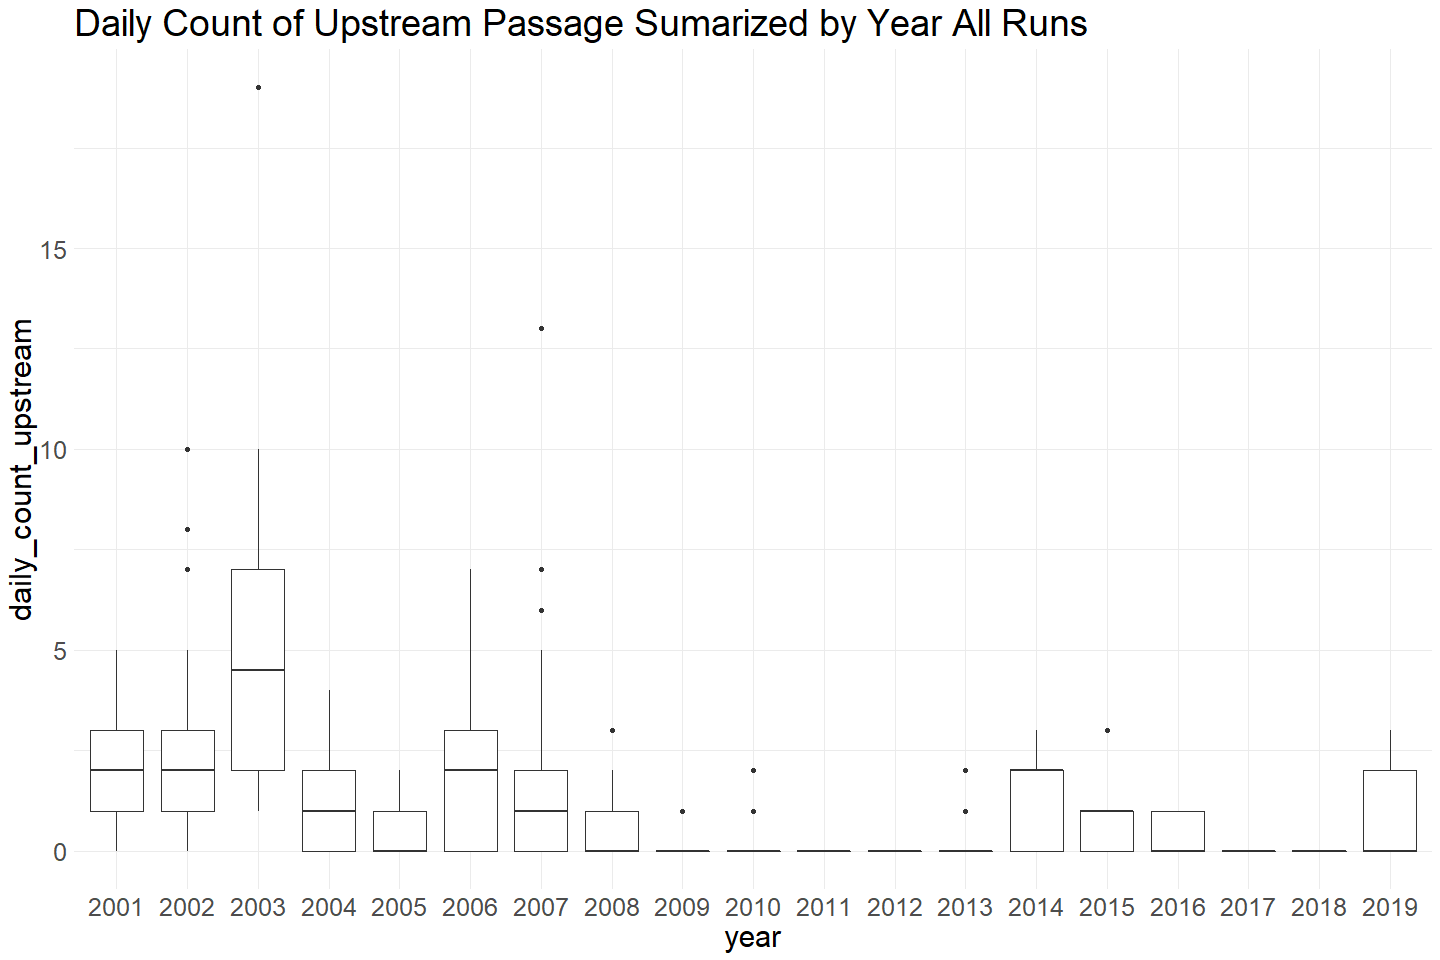 Daily Count of Upstream Passage Sumarized by Year All Runs
daily_count_upstream
15
10
5
0
2001 2002 2003 2004 2005 2006 2007 2008 2009 2010 2011 2012 2013 2014 2015 2016 2017 2018 2019
year